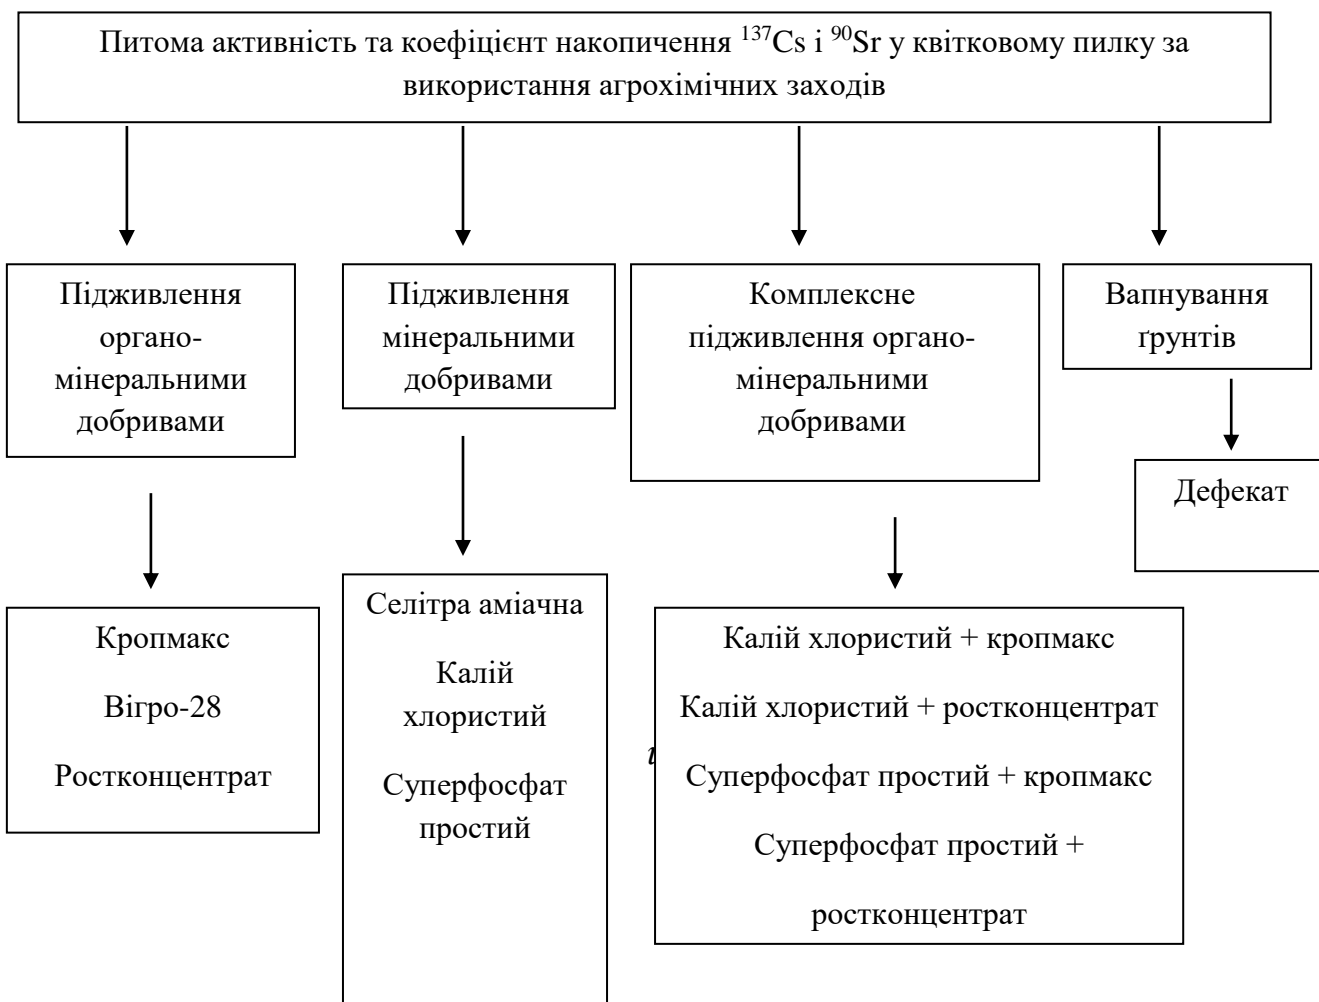 Питома активність та коефіцієнт накопичення ¹³⁷Cs і ⁹⁰Sr у квітковому пилку за
використання агрохімічних заходів
Підживлення
органо-
мінеральними
добривами
Підживлення
мінеральними
добривами
Комплексне
підживлення органо-
мінеральними
добривами
Вапнування
ґрунтів
Дефекат
Кропмакс
Вігро-28
Ростконцентрат
Селітра аміачна
Калій
хлористий
Суперфосфат
простий
Калій хлористий + кропмакс
Калій хлористий + ростконцентрат
Суперфосфат простий + кропмакс
Суперфосфат простий +
ростконцентрат